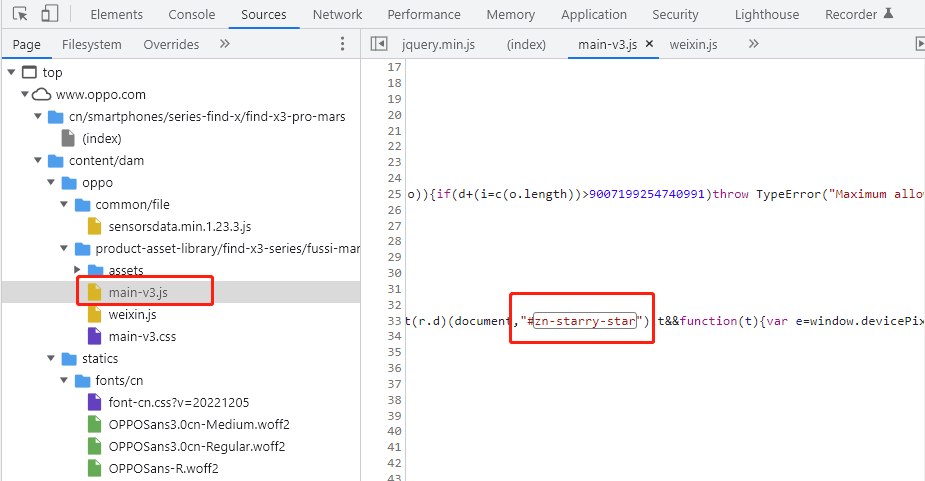 Elements Console Sources Network Performance Memory Application Security Lighthouse Recorder
Page Filesystem Overrides
jquery.min.js (index) main-v3.js × weixin.js
top
www.oppo.com
cn/smartphones/series-find-x/find-x3-pro-mars
(index)
content/dam
oppo
common/file
sensorsdata.min.1.23.3.js
product-asset-library/find-x3-series/fussi-mar
assets
main-v3.js
weixin.js
main-v3.css
statics
fonts/cn
font-cn.css?v=20221205
OPPOSans3.0cn-Medium.woff2
OPPOSans3.0cn-Regular.woff2
OPPOSans-R.woff2
17
18
19
20
21
22
23
24
25 o)){if(d+(i=c(o.length))>9007199254740991)throw TypeError("Maximum allo
26
27
28
29
30
31
32
33 t(r.d)(document,"#zn-starry-star");t&&function(t){var e=window.devicePix
34
35
36
37
38
39
40
41
42
43